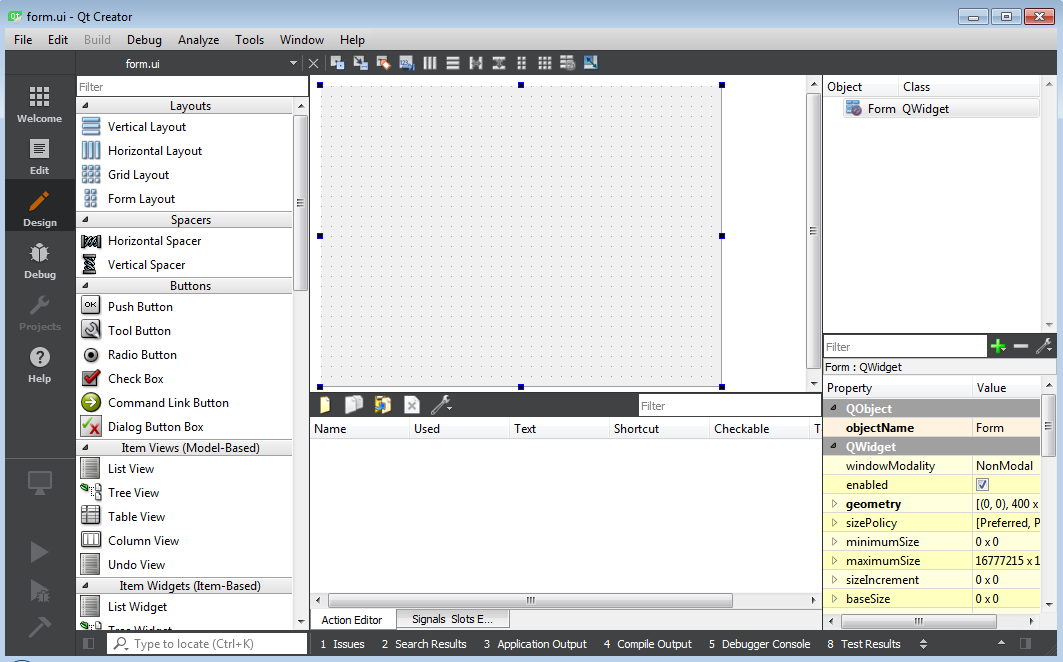 form.ui - Qt Creator
File Edit Build Debug Analyze Tools Window Help
form.ui
Welcome
Edit
Design
Debug
Projects
Help
Filter
Layouts
Vertical Layout
Horizontal Layout
Grid Layout
Form Layout
Spacers
Horizontal Spacer
Vertical Spacer
Buttons
OK Push Button
Tool Button
Radio Button
Check Box
Command Link Button
Dialog Button Box
Item Views (Model-Based)
List View
Tree View
Table View
Column View
Undo View
Item Widgets (Item-Based)
List Widget
Tree Widget
Filter
Name Used Text Shortcut Checkable T
Action Editor Signals Slots E...
Object Class
Form QWidget
Filter
Form : QWidget
Property Value
QObject
objectName Form
QWidget
windowModality NonModal
enabled
geometry [(0, 0), 400 x
sizePolicy [Preferred, P
minimumSize 0 x 0
maximumSize 16777215 x 1
sizeIncrement 0 x 0
baseSize 0 x 0
Type to locate (Ctrl+K) 1 Issues 2 Search Results 3 Application Output 4 Compile Output 5 Debugger Console 8 Test Results